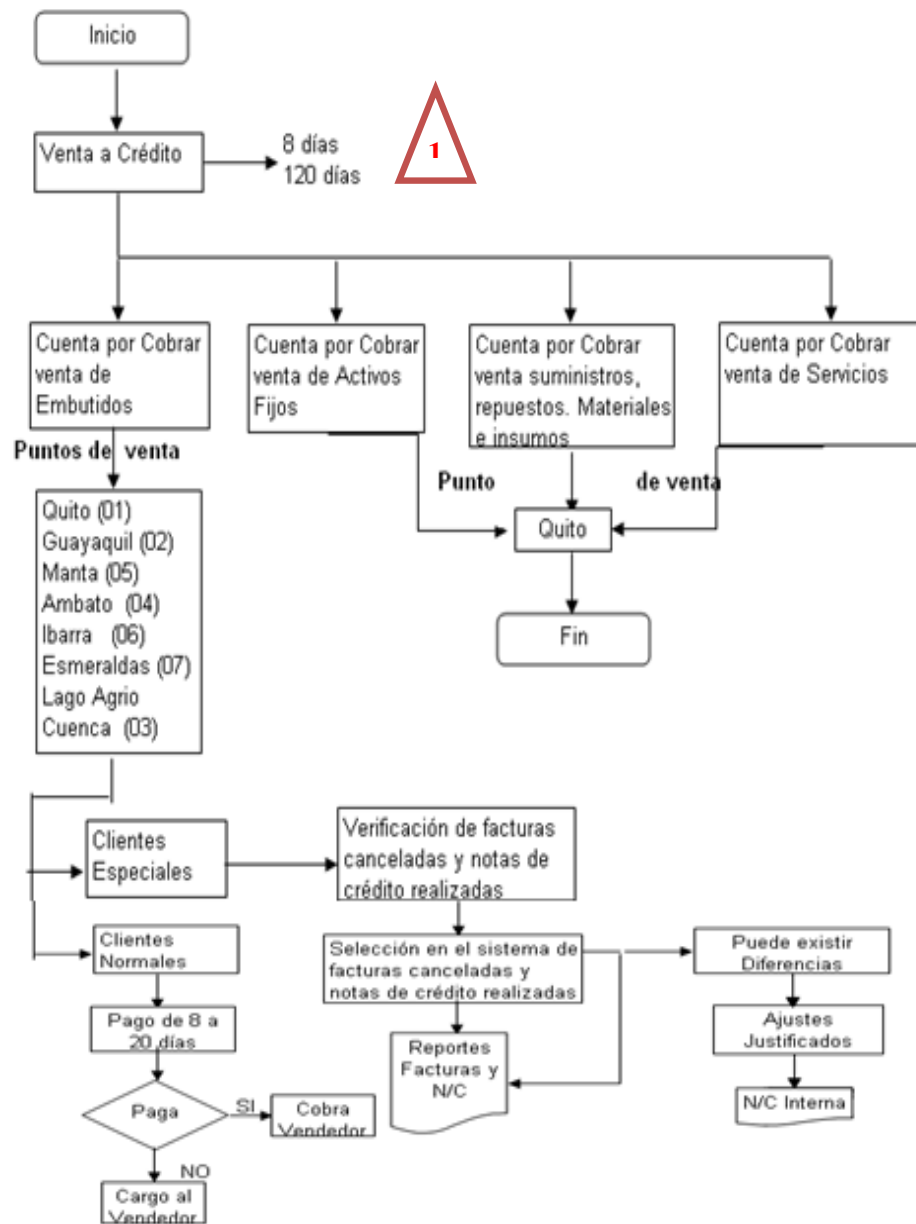 Inicio
Venta a Crédito
8 días
120 días
1
Cuenta por Cobrar
venta de
Embutidos
Cuenta por Cobrar
venta de Activos
Fijos
Cuenta por Cobrar
venta suministros,
repuestos. Materiales
e insumos
Cuenta por Cobrar
venta de Servicios
Puntos de venta
Punto de venta
Quito (01)
Guayaquil (02)
Manta (05)
Ambato (04)
Ibarra (06)
Esmeraldas (07)
Lago Agrio
Cuenca (03)
Quito
Fin
Clientes
Especiales
Verificación de facturas
canceladas y notas de
crédito realizadas
Clientes
Normales
Selección en el sistema de
facturas canceladas y
notas de crédito realizadas
Puede existir
Diferencias
Pago de 8 a
20 días
Reportes
Facturas y
N/C
Ajustes
Justificados
Paga
SI
Cobra
Vendedor
N/C Interna
NO
Cargo al
Vendedor